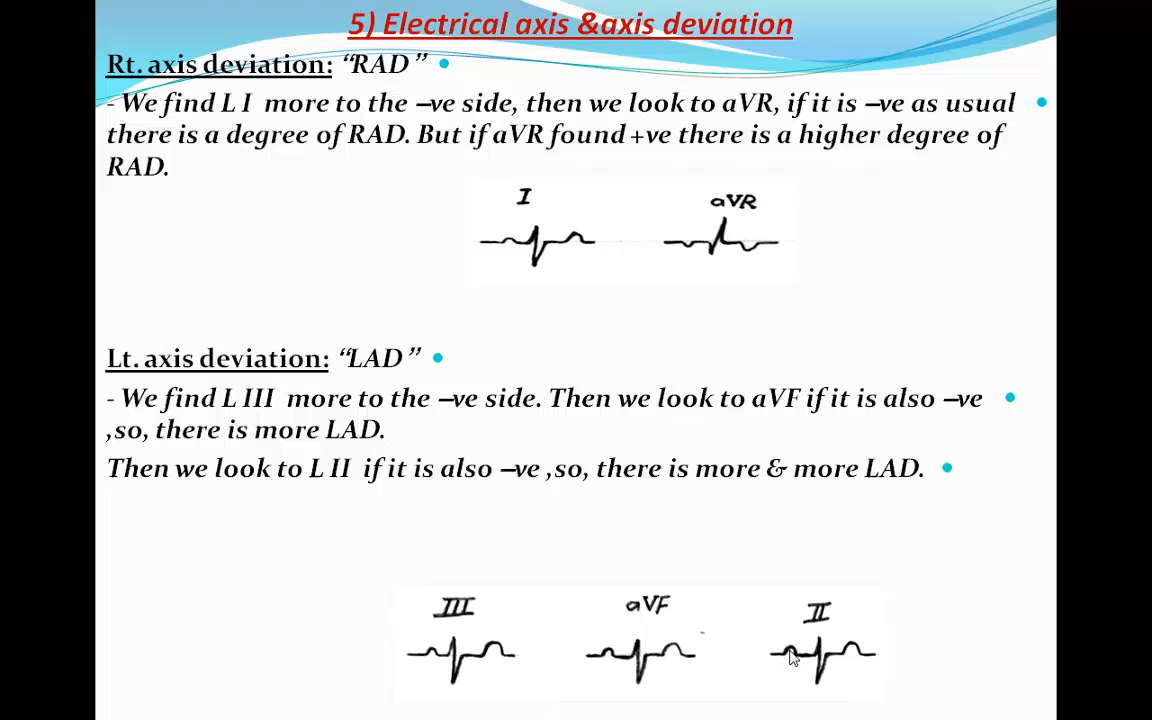 5) Electrical axis &axis deviation
Rt. axis deviation: “RAD”
- We find L I more to the –ve side, then we look to aVR, if it is –ve as usual
there is a degree of RAD. But if aVR found +ve there is a higher degree of
RAD.
I aVR
Lt. axis deviation: “LAD”
- We find L III more to the –ve side. Then we look to aVF if it is also –ve
,so, there is more LAD.
Then we look to L II if it is also –ve ,so, there is more & more LAD.
III aVF II